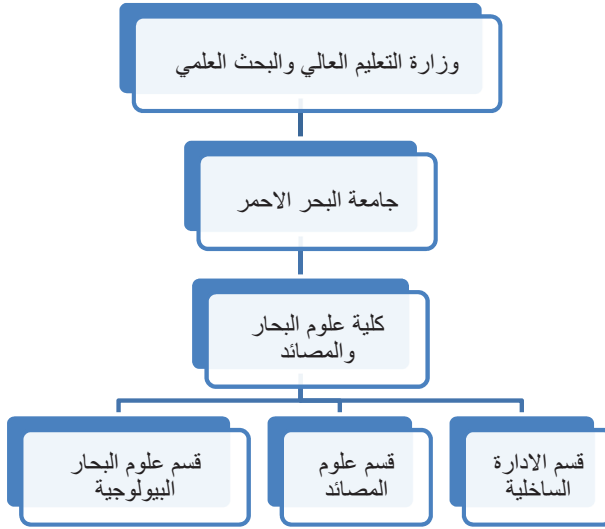 وزارة التعليم العالي والبحث العلمي
جامعة البحر الاحمر
كلية علوم البحار
والمصائد
قسم الادارة
الساخلية
قسم علوم
المصائد
قسم علوم البحار
البيولوجية